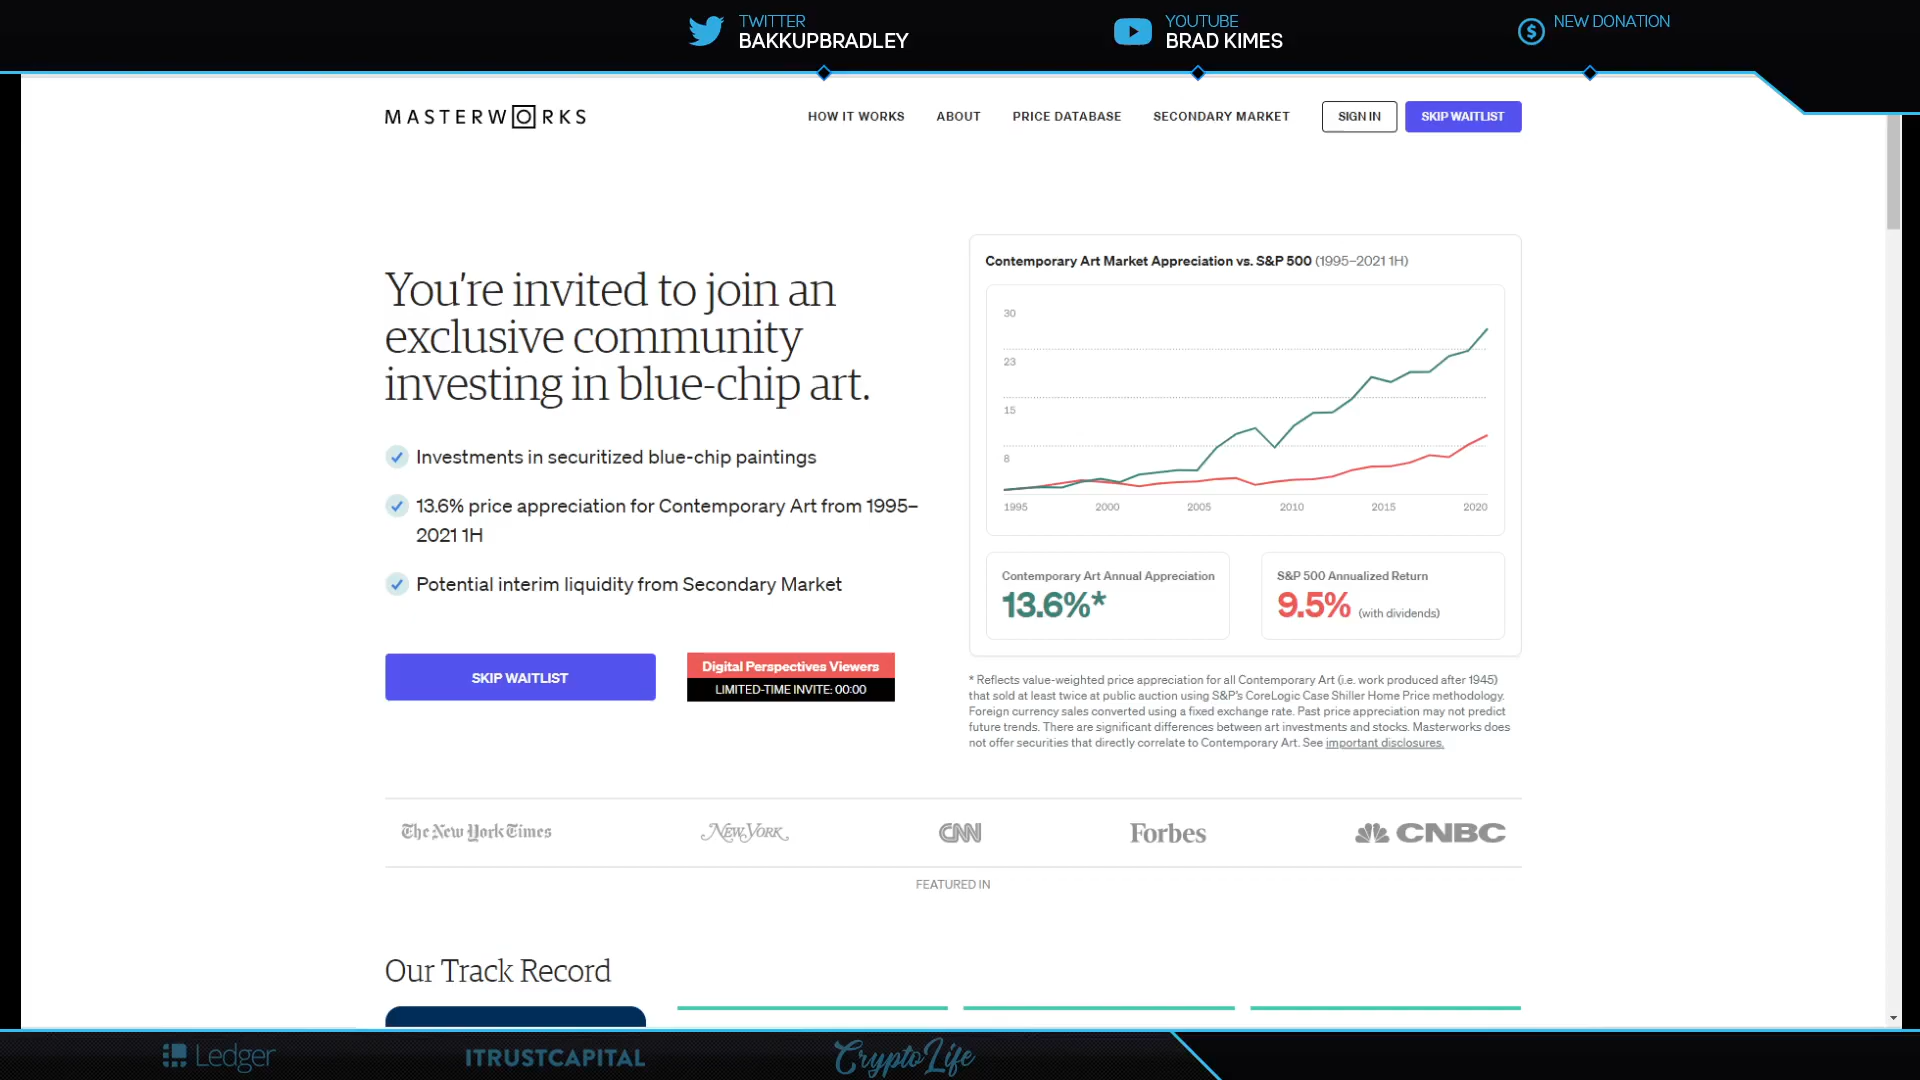 TWITTER
BAKKUPBRADLEY
YOUTUBE
BRAD KIMES
NEW DONATION
MASTERWORKS
HOW IT WORKS
ABOUT
PRICE DATABASE
SECONDARY MARKET
SIGN IN
SKIP WAITLIST
You're invited to join an
exclusive community
investing in blue-chip art.
Investments in securitized blue-chip paintings
13.6% price appreciation for Contemporary Art from 1995–
2021 1H
Potential interim liquidity from Secondary Market
SKIP WAITLIST
Digital Perspectives Viewers
LIMITED-TIME INVITE: 00:00
Contemporary Art Market Appreciation vs. S&P 500 (1995–2021 1H)
30
23
15
8
1995
2000
2005
2010
2015
2020
Contemporary Art Annual Appreciation
13.6%*
S&P 500 Annualized Return
9.5% (with dividends)
* Reflects value-weighted price appreciation for all Contemporary Art (i.e. work produced after 1945)
that sold at least twice at public auction using S&P's CoreLogic Case Shiller Home Price methodology.
Foreign currency sales converted using a fixed exchange rate. Past price appreciation may not predict
future trends. There are significant differences between art investments and stocks. Masterworks does
not offer securities that directly correlate to Contemporary Art. See important disclosures.
The New York Times
NEW YORK
CNN
Forbes
CNBC
FEATURED IN
Our Track Record
Ledger
ITRUSTCAPITAL
CryptoLife